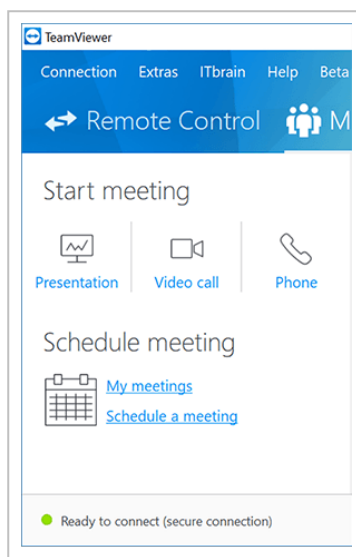 TeamViewer
Connection Extras ITbrain Help Beta
Remote Control M
Start meeting
Presentation Video call Phone
Schedule meeting
My meetings
Schedule a meeting
Ready to connect (secure connection)